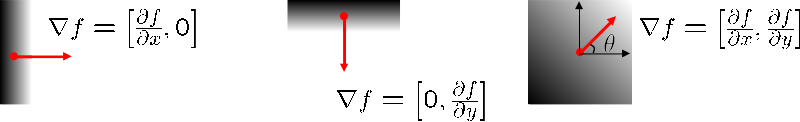 ∇f = [∂f/∂x, 0]
∇f = [0, ∂f/∂y]
θ
∇f = [∂f/∂x, ∂f/∂y]